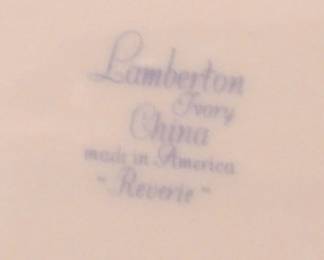 Lamberton
Ivory
China
made in America
"Reverie"